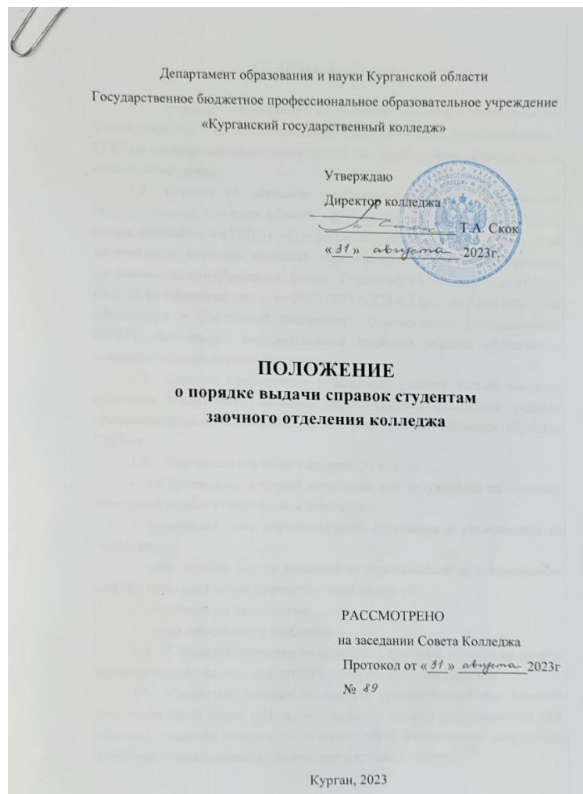 Департамент образования и науки Курганской области
Государственное бюджетное профессиональное образовательное учреждение
«Курганский государственный колледж»
Утверждаю
Директор колледжа
Т.А. Скок
«31» августа 2023г.
ПОЛОЖЕНИЕ
о порядке выдачи справок студентам
заочного отделения колледжа
РАССМОТРЕНО
на заседании Совета Колледжа
Протокол от «31» августа 2023г
№ 89
Курган, 2023